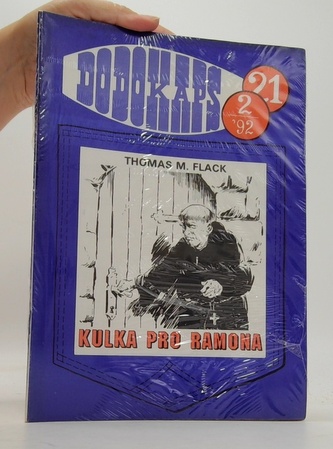 DODOKAPS
21
2
'92
THOMAS M. FLACK
KULKA PRO RAMONA